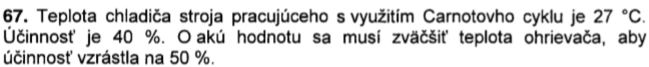 67. Teplota chladiča stroja pracujúceho s využitím Carnotovho cyklu je 27 °C.
Účinnosť je 40 %. O akú hodnotu sa musí zväčšiť teplota ohrievača, aby
účinnosť vzrástla na 50 %.